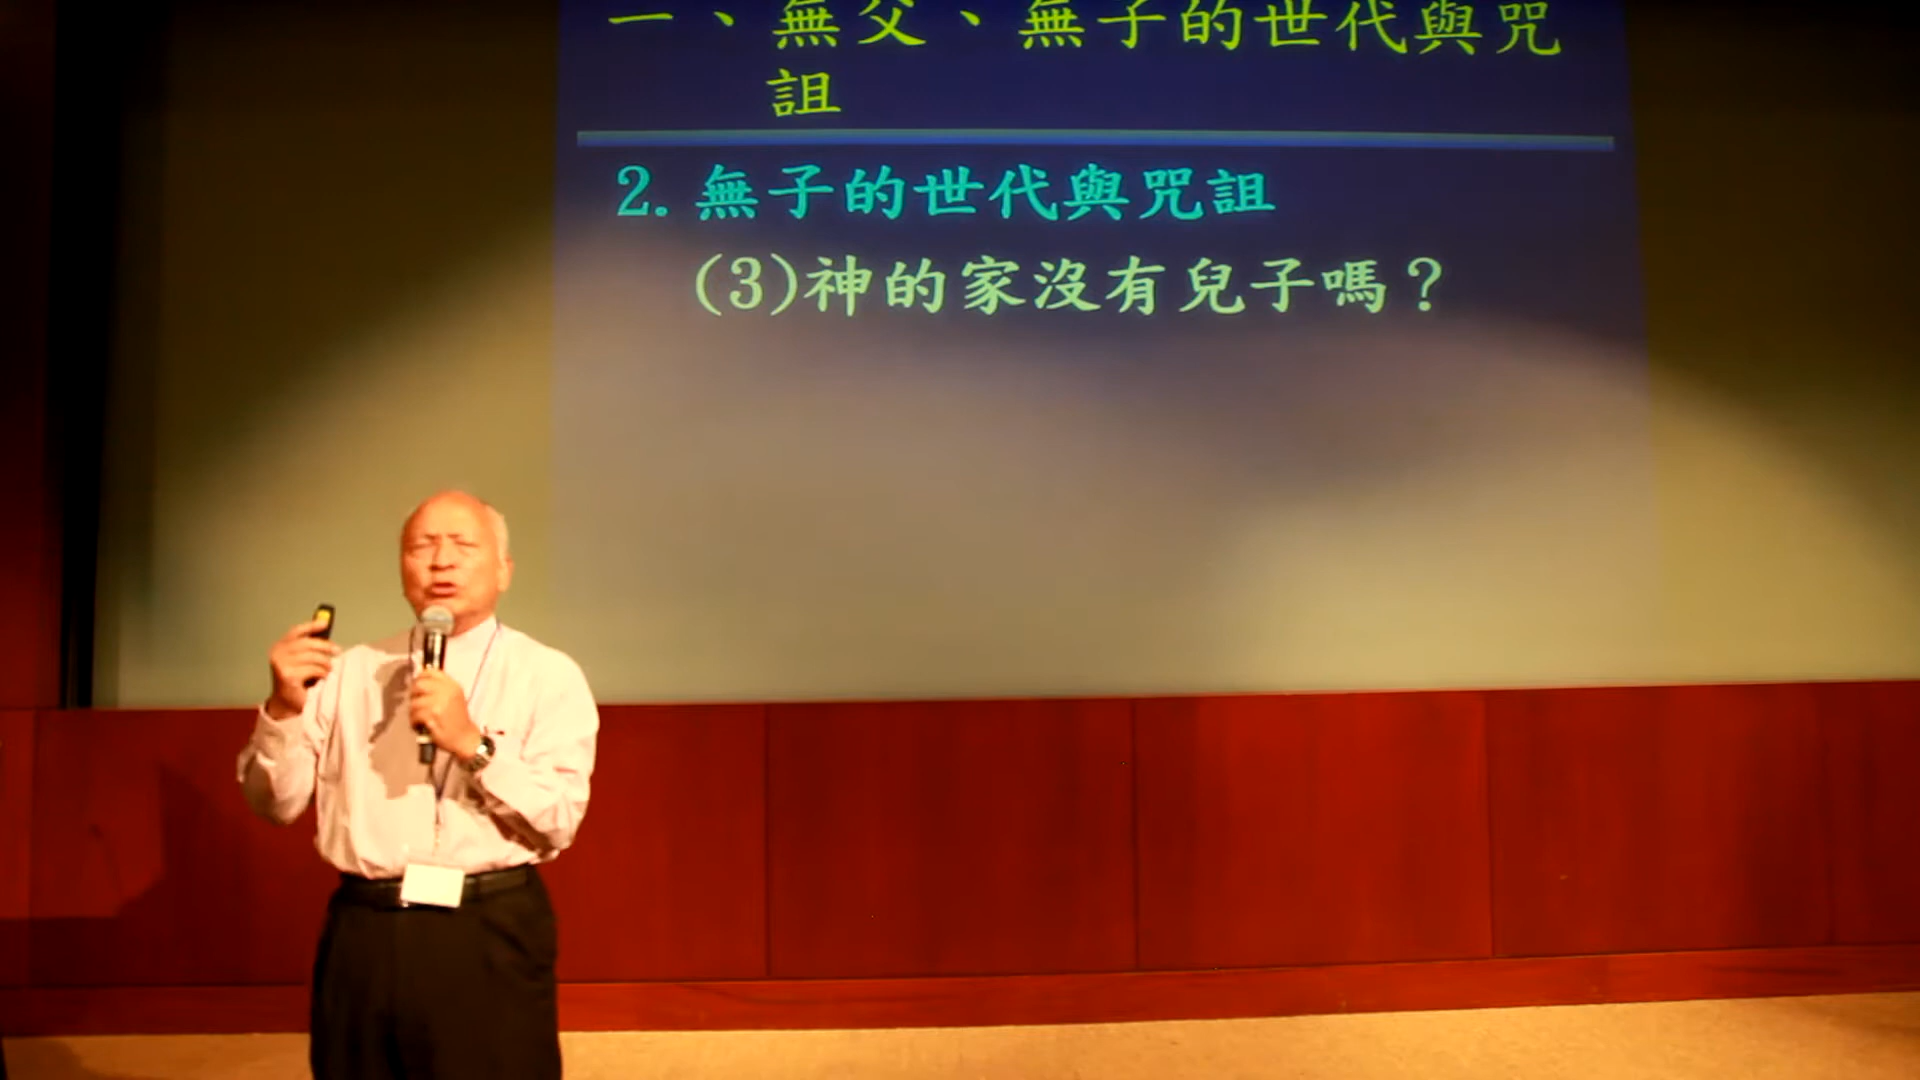 一、無父、無子的世代與咒
詛
2. 無子的世代與咒詛
(3)神的家沒有兒子嗎？